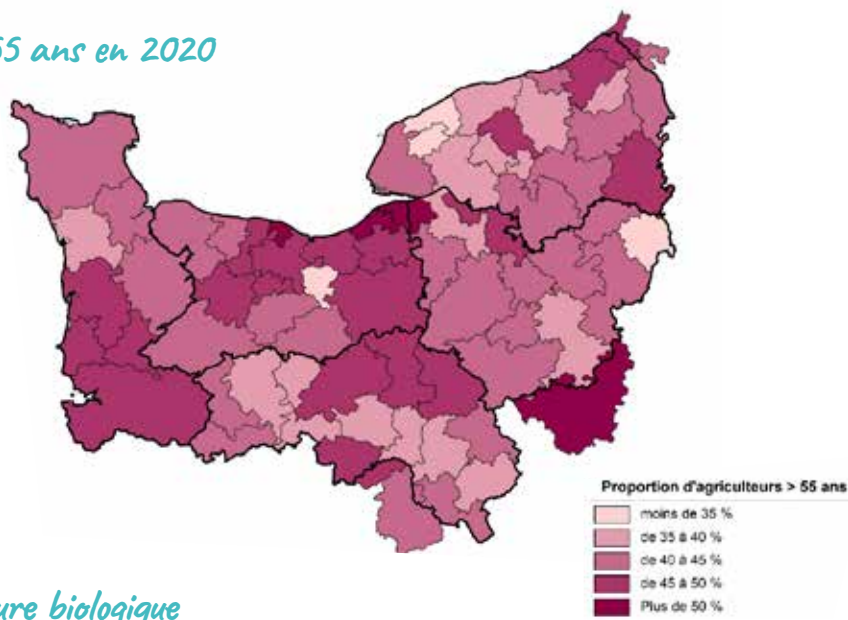 55 ans en 2020
Proportion d'agriculteurs > 55 ans
moins de 35 %
de 35 à 40 %
de 40 à 45 %
de 45 à 50 %
Plus de 50 %
ure biologique